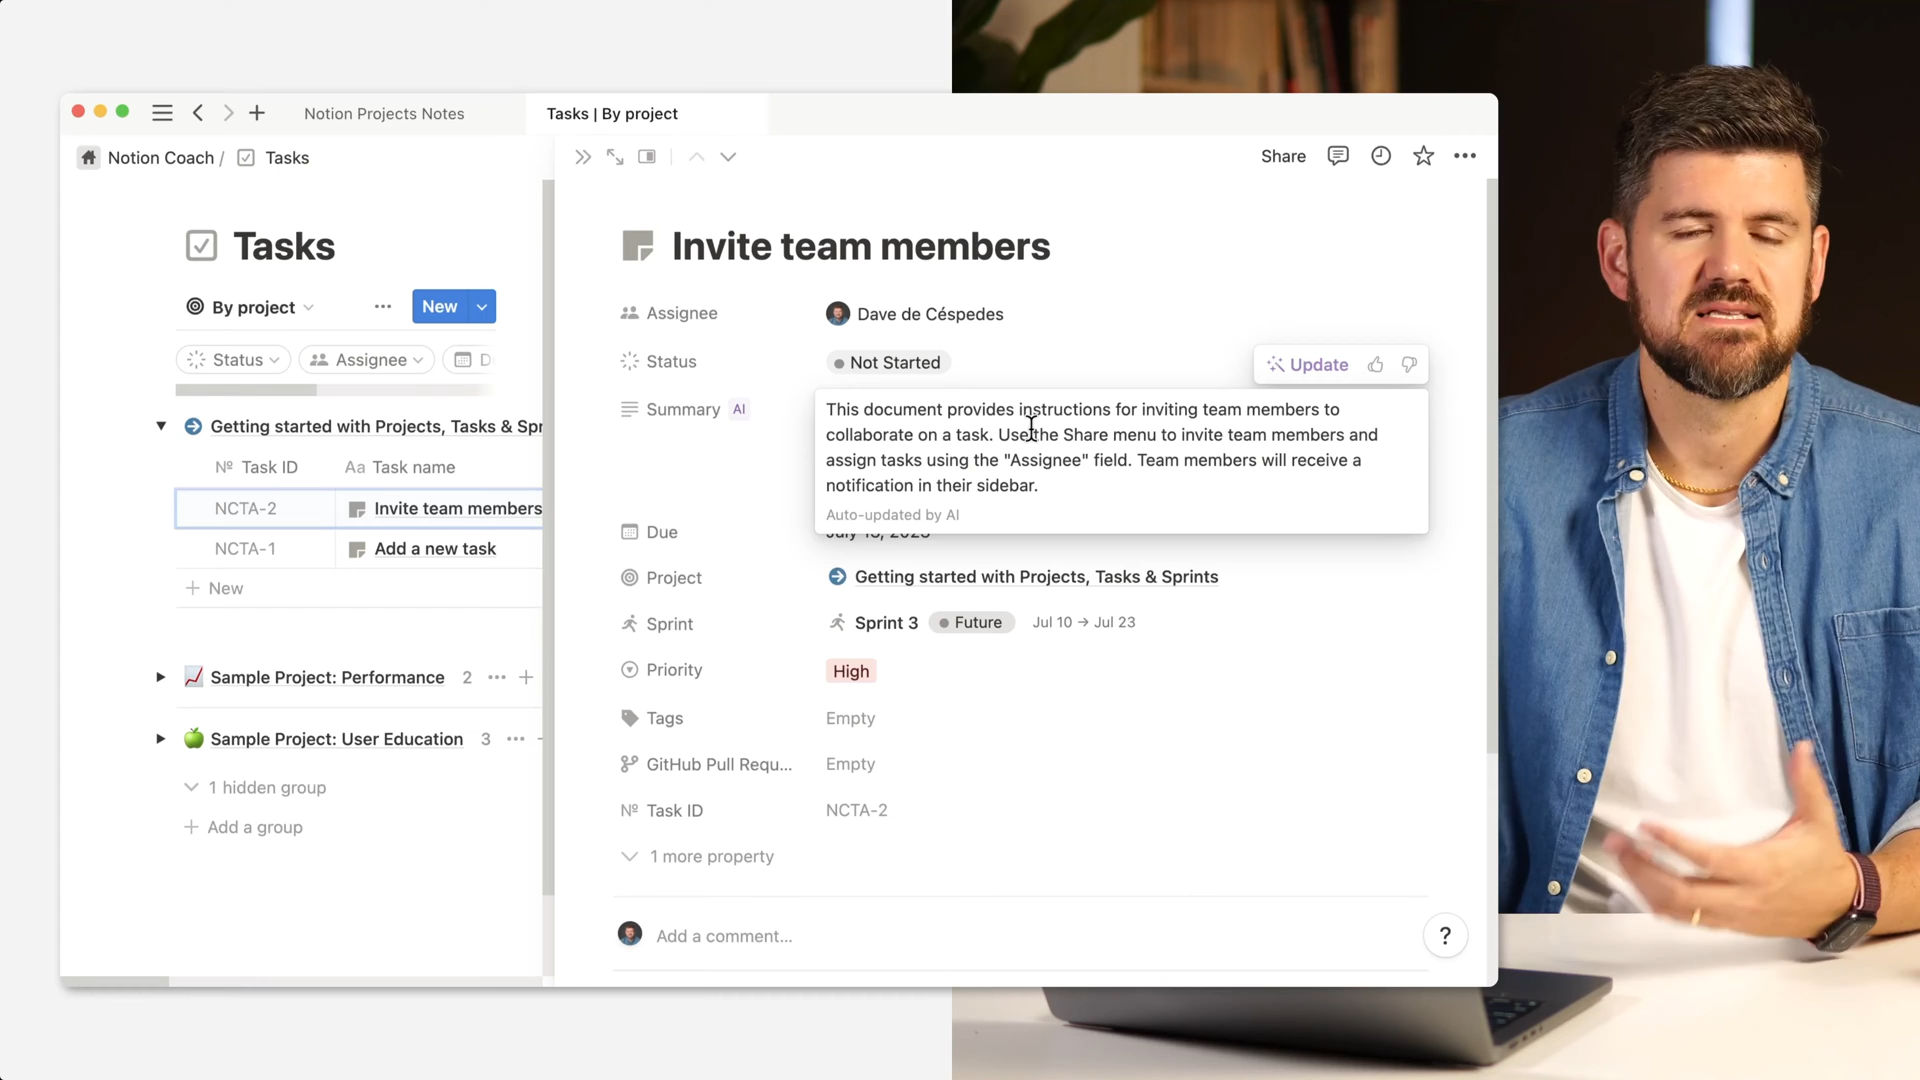 Notion Projects Notes
Tasks | By project
Notion Coach / Tasks
Share
Tasks
By project
New
Status
Assignee
D
Getting started with Projects, Tasks & Spr
Nº Task ID
Aa Task name
NCTA-2
Invite team members
NCTA-1
Add a new task
New
Sample Project: Performance 2
Sample Project: User Education 3
1 hidden group
Add a group
Invite team members
Assignee
Dave de Céspedes
Status
Not Started
Update
Summary AI
This document provides instructions for inviting team members to
collaborate on a task. Use the Share menu to invite team members and
assign tasks using the "Assignee" field. Team members will receive a
notification in their sidebar.
Auto-updated by AI
Due
Project
Getting started with Projects, Tasks & Sprints
Sprint
Sprint 3 Future Jul 10 → Jul 23
Priority
High
Tags
Empty
GitHub Pull Requ...
Empty
Nº Task ID
NCTA-2
1 more property
Add a comment...
?